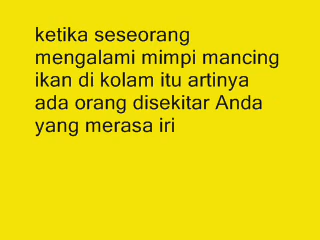 ketika seseorang
mengalami mimpi mancing
ikan di kolam itu artinya
ada orang disekitar Anda
yang merasa iri